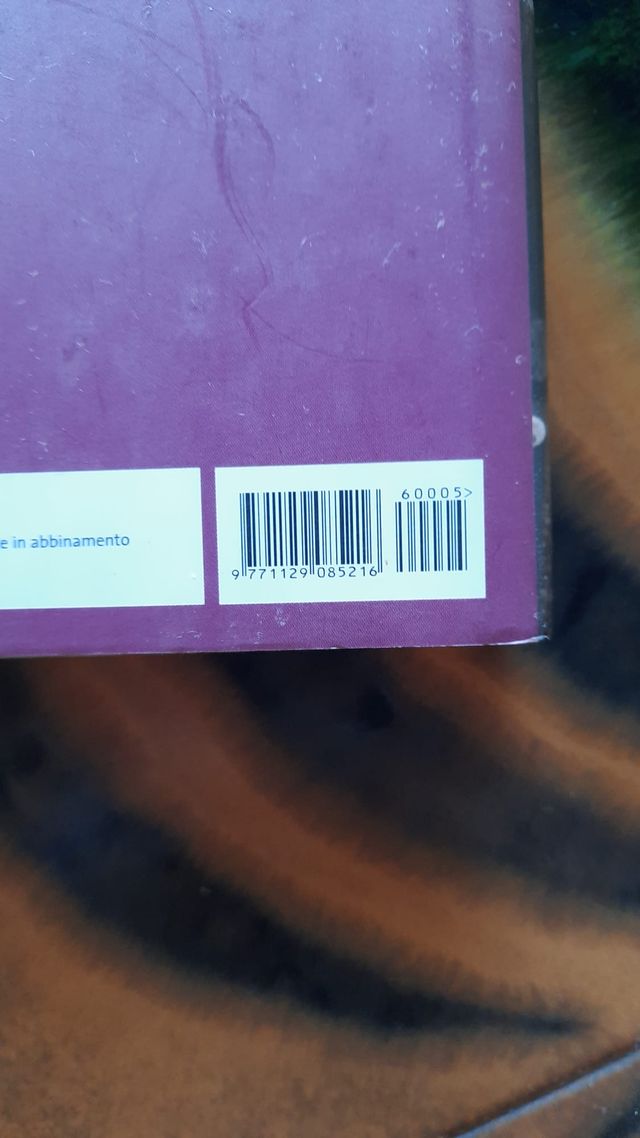 e in abbinamento
60005>
9 771129 085216